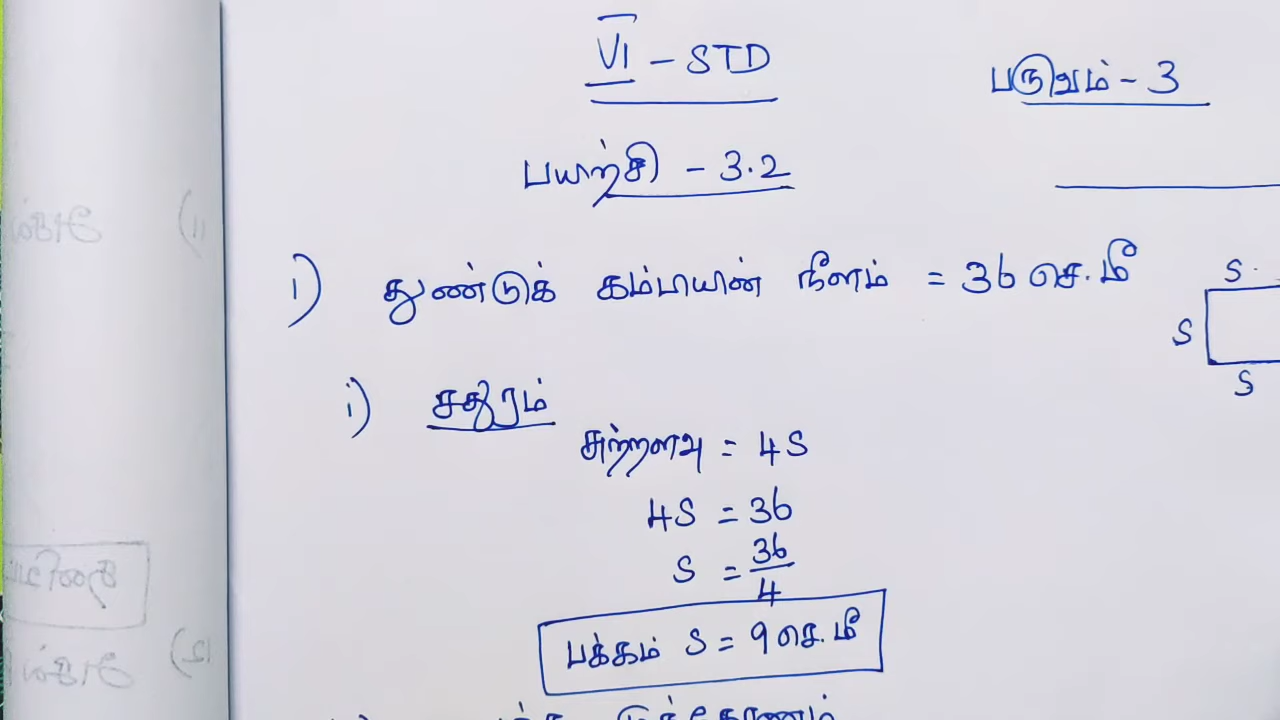 VI - STD
பருவம் - 3
பயிற்சி - 3.2
1) துண்டுக் கம்பியின் நீளம் = 36 செ.மீ
S
S
S
i) சதுரம்
சுற்றளவு = 4S
4S = 36
S = 36/4
பக்கம் S = 9 செ.மீ